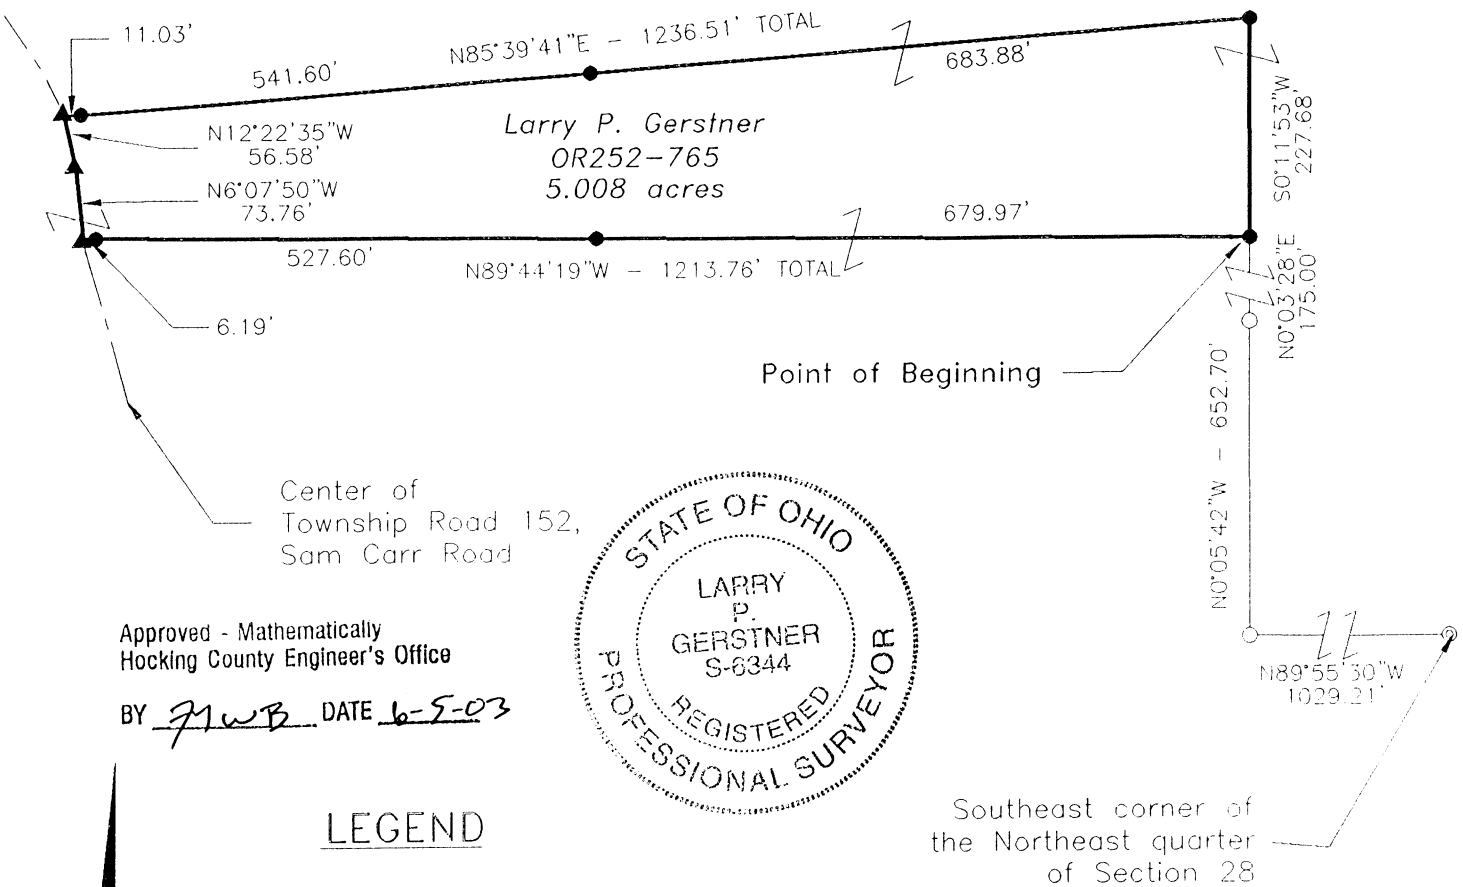 11.03'
541.60'
N85°39'41"E – 1236.51' TOTAL
683.88'
N12°22'35"W
56.58'
N6°07'50"W
73.76'
Larry P. Gerstner
OR252-765
5.008 acres
S0°11'53"W
227.68'
679.97'
527.60'
N89°44'19"W – 1213.76' TOTAL
N0°03'28"E
175.00'
6.19'
Point of Beginning
N0°05'42"W – 652.70'
Center of
Township Road 152,
Sam Carr Road
STATE OF OHIO
LARRY
P.
GERSTNER
S-6344
REGISTERED
PROFESSIONAL SURVEYOR
N89°55'30"W
1029.21'
Approved - Mathematically
Hocking County Engineer's Office
BY MWB DATE 6-5-03
LEGEND
Southeast corner of
the Northeast quarter
of Section 28